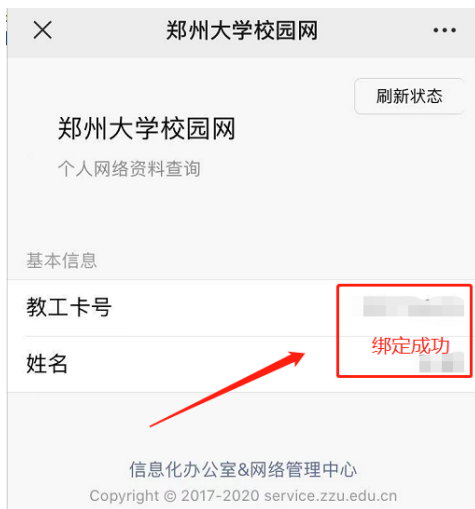 郑州大学校园网
刷新状态
郑州大学校园网
个人网络资料查询
基本信息
教工卡号
绑定成功
姓名
信息化办公室&网络管理中心
Copyright © 2017-2020 service.zzu.edu.cn